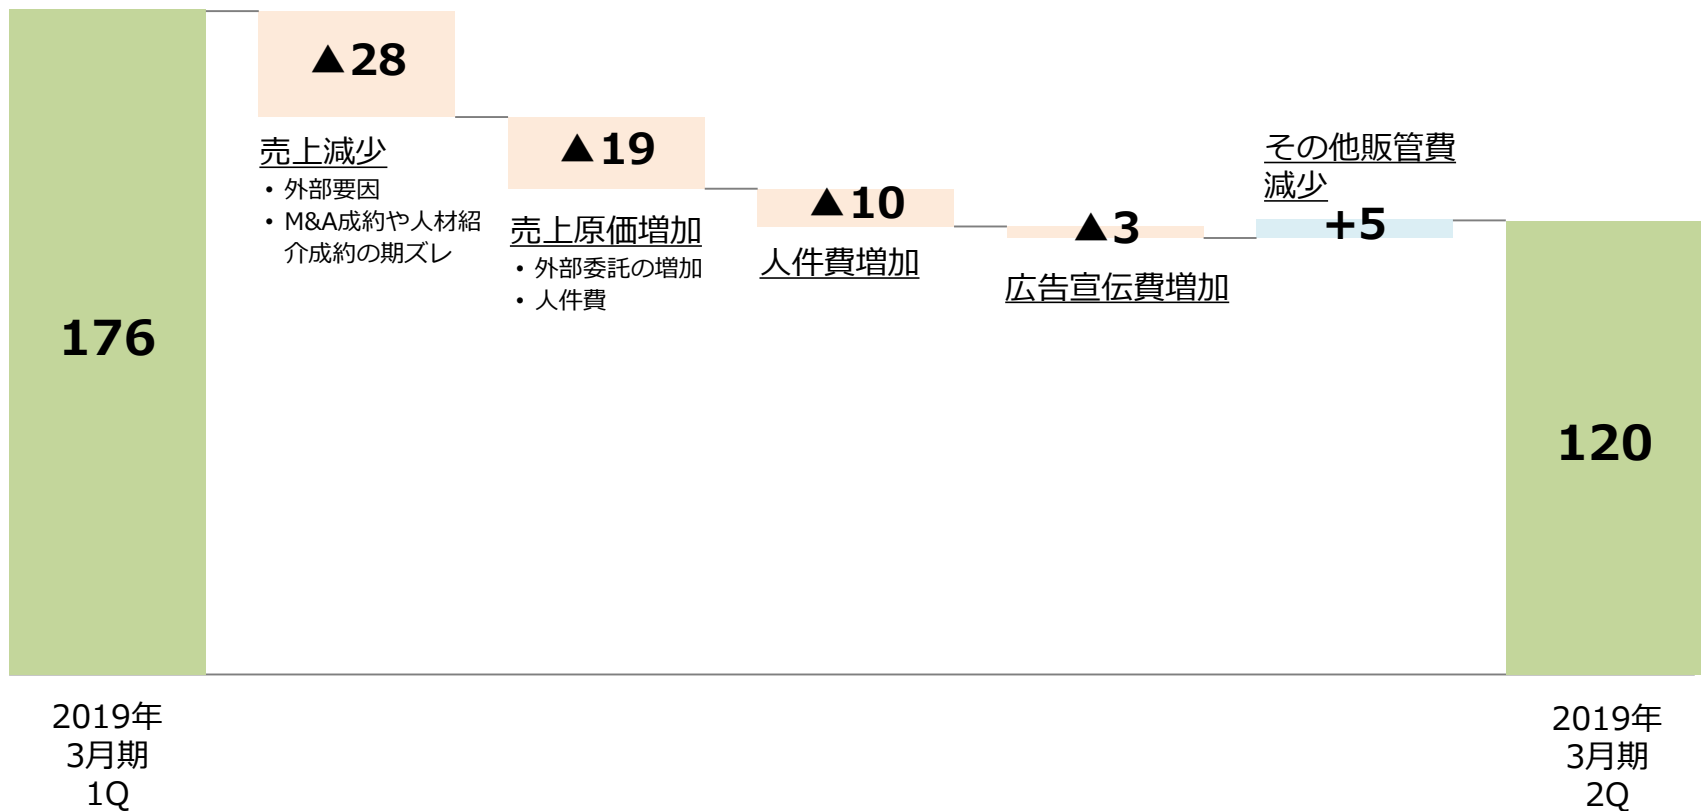 176
▲28
売上減少
• 外部要因
• M&A成約や人材紹
介成約の期ズレ
▲19
売上原価増加
• 外部委託の増加
• 人件費
▲10
人件費増加
▲3
広告宣伝費増加
その他販管費
減少
+5
120
2019年
3月期
1Q
2019年
3月期
2Q